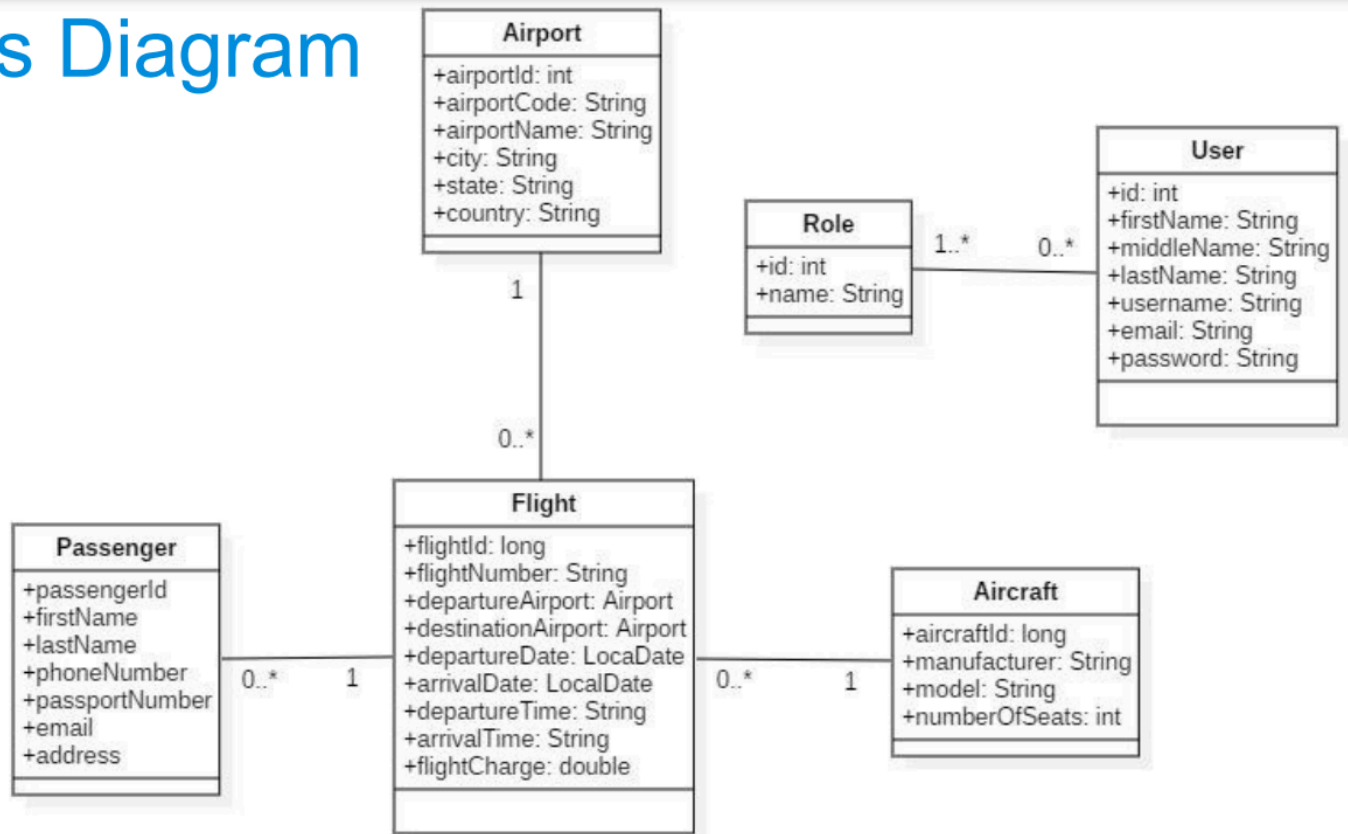 s Diagram
Airport
+airportId: int
+airportCode: String
+airportName: String
+city: String
+state: String
+country: String
1
0..*
Role
+id: int
+name: String
1..*
0..*
User
+id: int
+firstName: String
+middleName: String
+lastName: String
+username: String
+email: String
+password: String
Passenger
+passengerId
+firstName
+lastName
+phoneNumber
+passportNumber
+email
+address
0..*
1
Flight
+flightId: long
+flightNumber: String
+departureAirport: Airport
+destinationAirport: Airport
+departureDate: LocaDate
+arrivalDate: LocalDate
+departureTime: String
+arrivalTime: String
+flightCharge: double
0..*
1
Aircraft
+aircraftId: long
+manufacturer: String
+model: String
+numberOfSeats: int